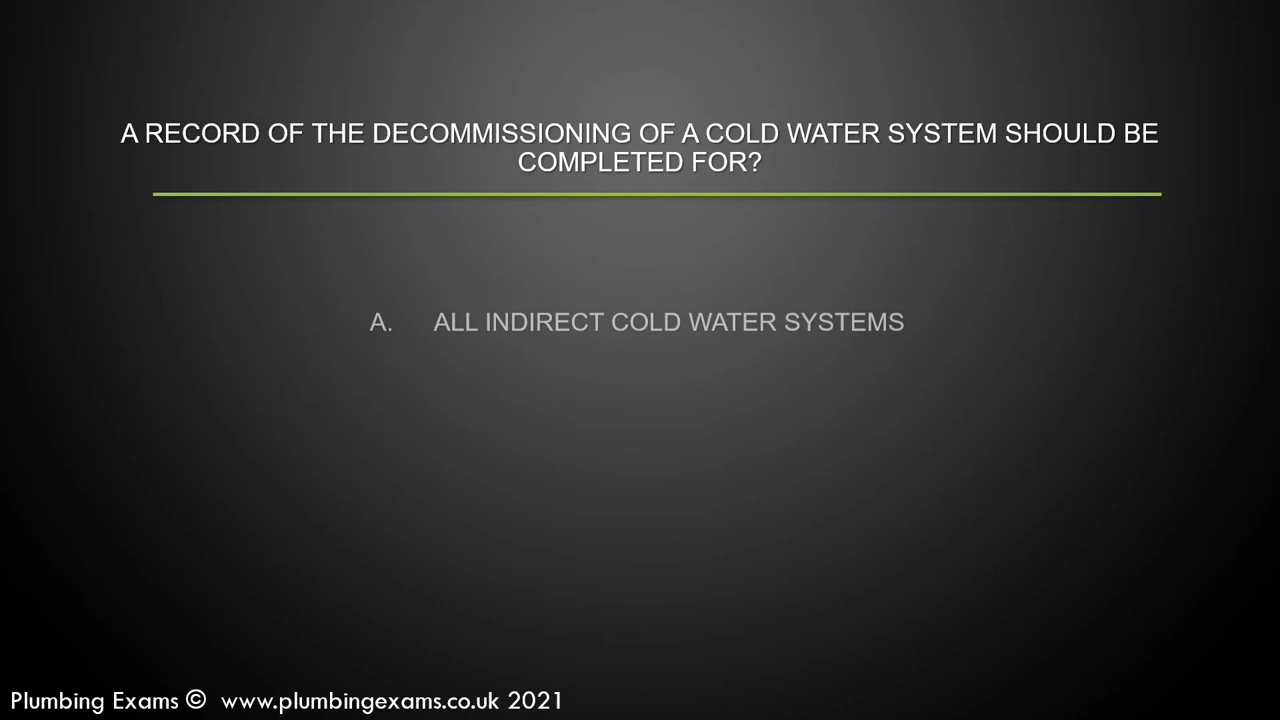 A RECORD OF THE DECOMMISSIONING OF A COLD WATER SYSTEM SHOULD BE
COMPLETED FOR?
A. ALL INDIRECT COLD WATER SYSTEMS
Plumbing Exams © www.plumbingexams.co.uk 2021